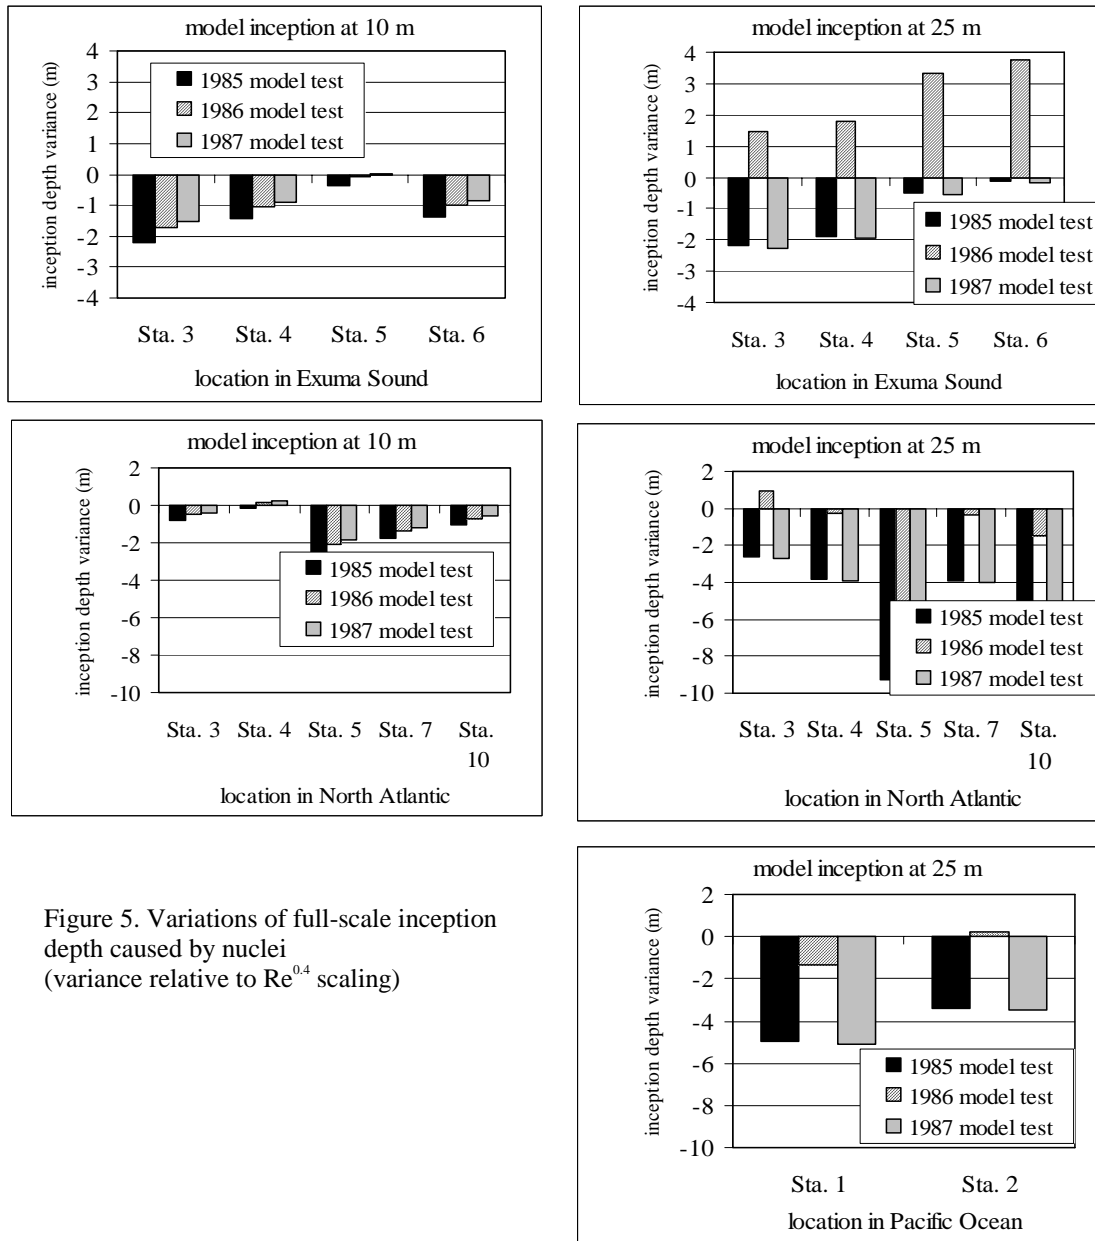 model inception at 10 m
inception depth variance (m)
4
3
2
1
0
-1
-2
-3
-4
1985 model test
1986 model test
1987 model test
Sta. 3 Sta. 4 Sta. 5 Sta. 6
location in Exuma Sound
model inception at 25 m
inception depth variance (m)
4
3
2
1
0
-1
-2
-3
-4
1985 model test
1986 model test
1987 model test
Sta. 3 Sta. 4 Sta. 5 Sta. 6
location in Exuma Sound
model inception at 10 m
inception depth variance (m)
2
0
-2
-4
-6
-8
-10
1985 model test
1986 model test
1987 model test
Sta. 3 Sta. 4 Sta. 5 Sta. 7 Sta.
10
location in North Atlantic
model inception at 25 m
inception depth variance (m)
2
0
-2
-4
-6
-8
-10
1985 model test
1986 model test
1987 model test
Sta. 3 Sta. 4 Sta. 5 Sta. 7 Sta.
10
location in North Atlantic
Figure 5. Variations of full-scale inception
depth caused by nuclei
(variance relative to Re^0.4 scaling)
model inception at 25 m
inception depth variance (m)
2
0
-2
-4
-6
-8
-10
1985 model test
1986 model test
1987 model test
Sta. 1 Sta. 2
location in Pacific Ocean